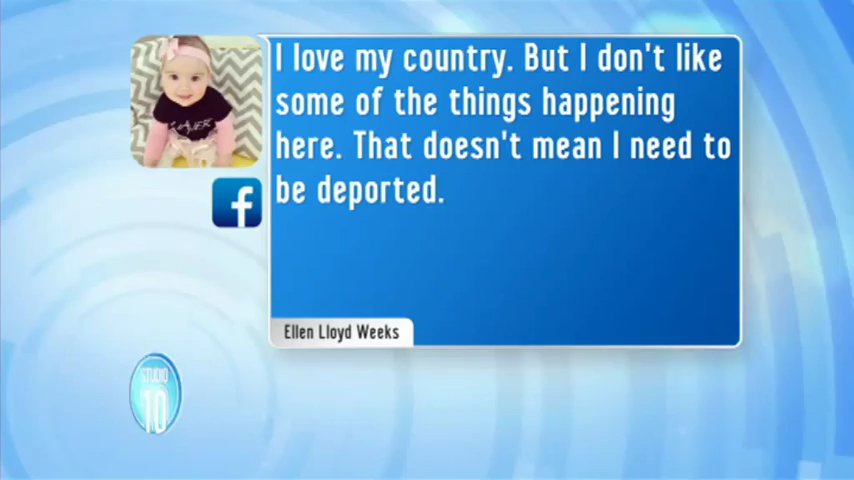 I love my country. But I don't like
some of the things happening
here. That doesn't mean I need to
be deported.
f
Ellen Lloyd Weeks
STUDIO
10